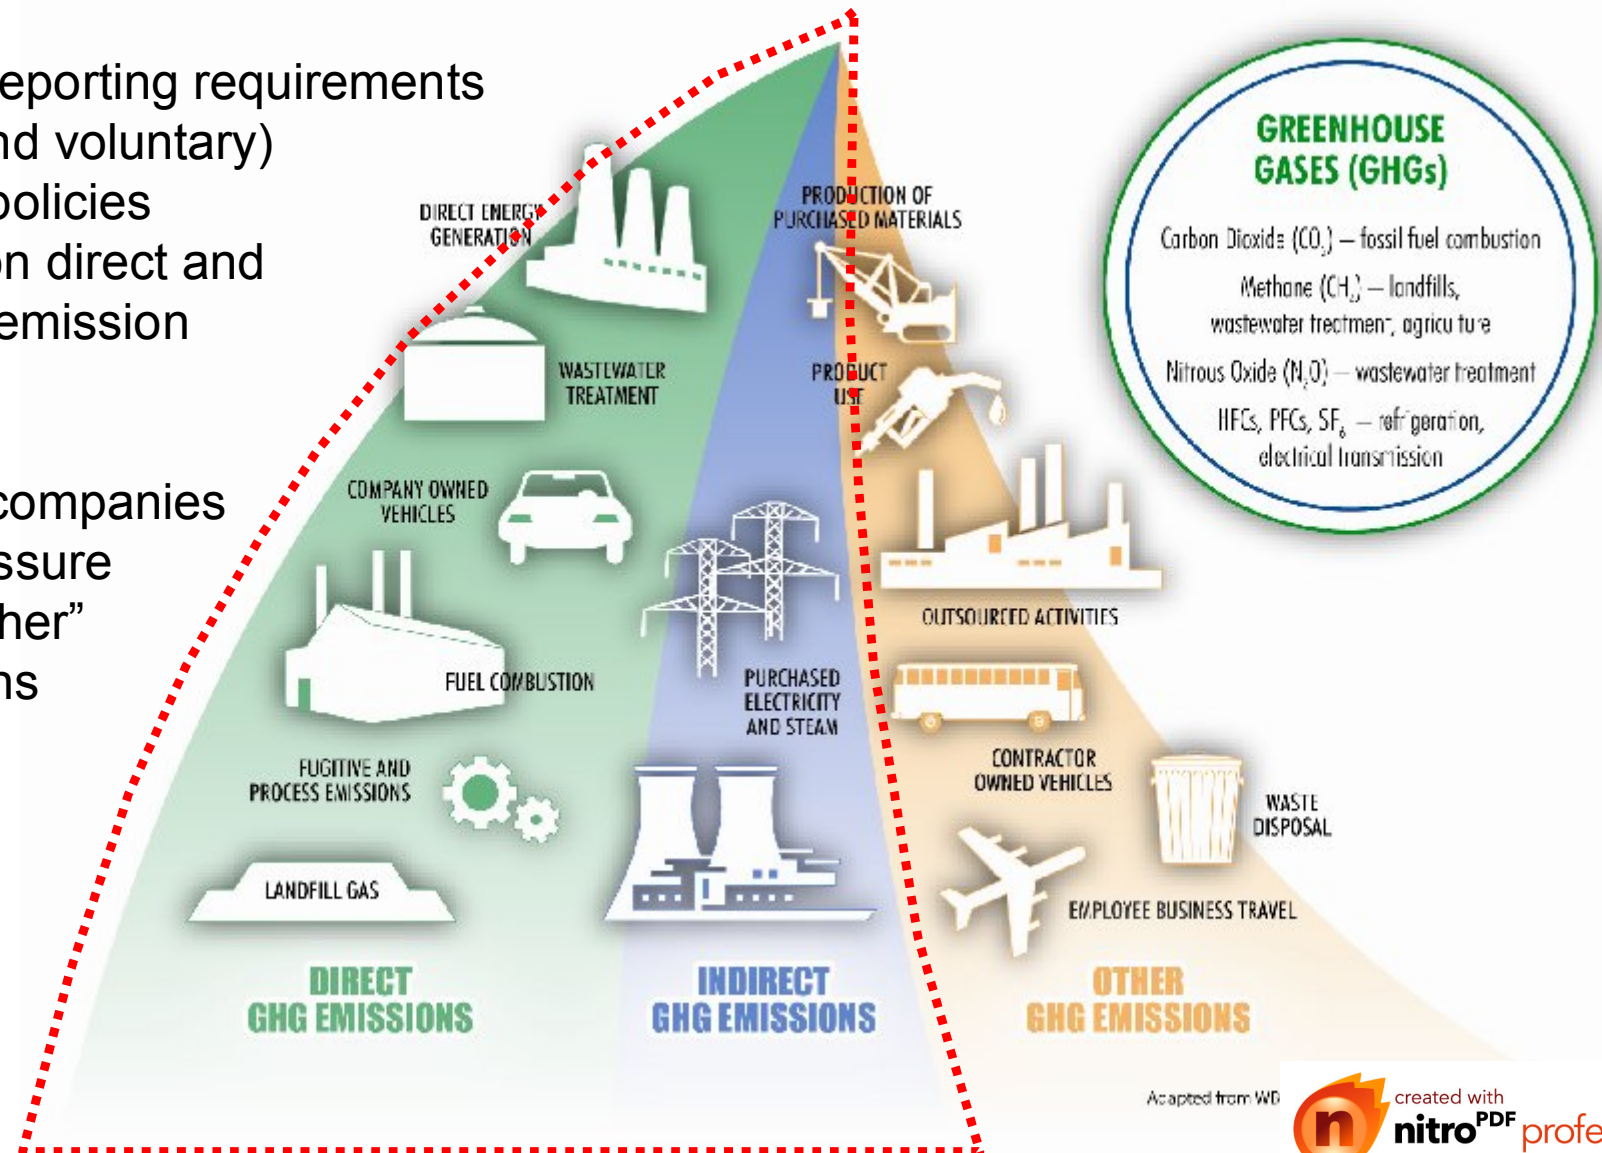 eporting requirements
nd voluntary)
policies
on direct and
emission
companies
ssure
her”
ns
DIRECT ENERGY
GENERATION
WASTEWATER
TREATMENT
COMPANY OWNED
VEHICLES
FUEL COMBUSTION
FUGITIVE AND
PROCESS EMISSIONS
LANDFILL GAS
DIRECT
GHG EMISSIONS
PURCHASED
ELECTRICITY
AND STEAM
INDIRECT
GHG EMISSIONS
PRODUCTION OF
PURCHASED MATERIALS
PRODUCT
USE
OUTSOURCED ACTIVITIES
CONTRACTOR
OWNED VEHICLES
WASTE
DISPOSAL
EMPLOYEE BUSINESS TRAVEL
OTHER
GHG EMISSIONS
GREENHOUSE
GASES (GHGs)
Carbon Dioxide (CO₂) – fossil fuel combustion
Methane (CH₄) – landfills,
wastewater treatment, agriculture
Nitrous Oxide (N₂O) – wastewater treatment
HFCs, PFCs, SF₆ – refrigeration,
electrical transmission
Adapted from WB
n
created with
nitroPDF profe